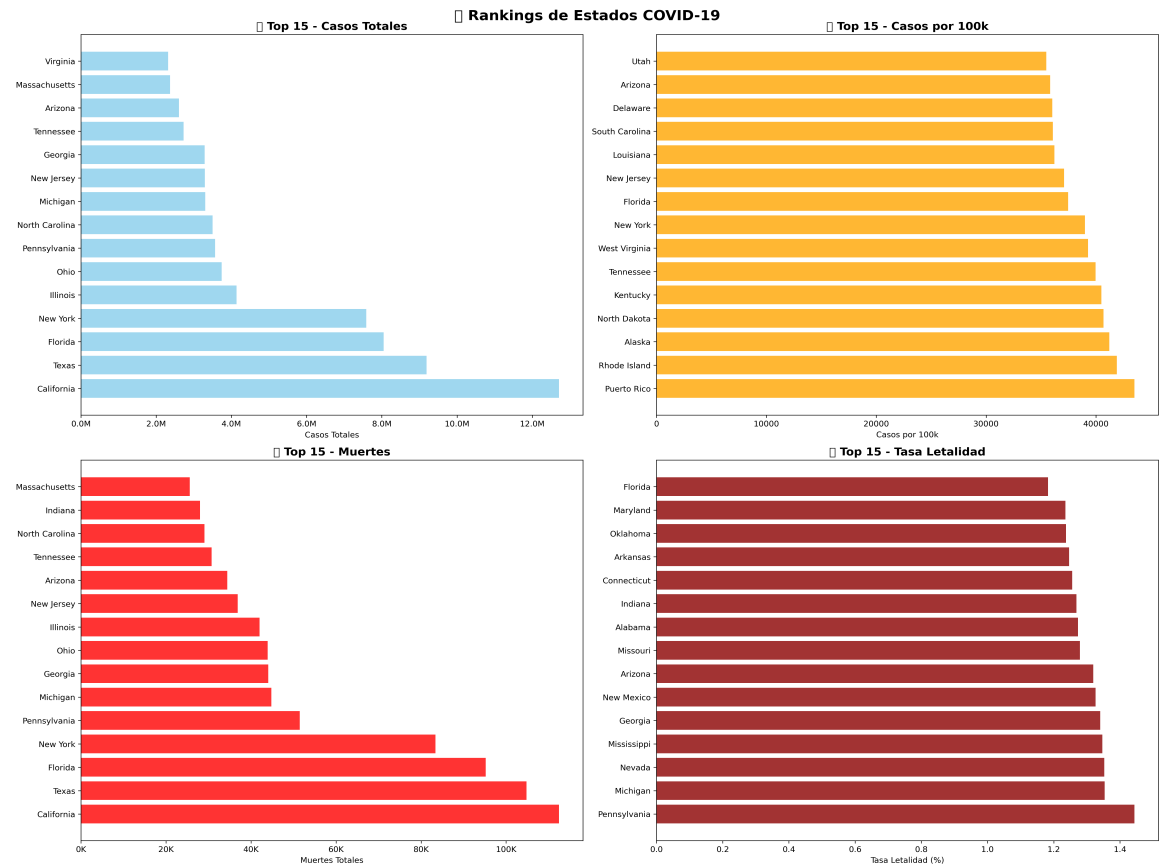 Rankings de Estados COVID-19
Top 15 - Casos Totales
Virginia
Massachusetts
Arizona
Tennessee
Georgia
New Jersey
Michigan
North Carolina
Pennsylvania
Ohio
Illinois
New York
Florida
Texas
California
0.0M 2.0M 4.0M 6.0M 8.0M 10.0M 12.0M
Casos Totales
Top 15 - Casos por 100k
Utah
Arizona
Delaware
South Carolina
Louisiana
New Jersey
Florida
New York
West Virginia
Tennessee
Kentucky
North Dakota
Alaska
Rhode Island
Puerto Rico
0 10000 20000 30000 40000
Casos por 100k
Top 15 - Muertes
Massachusetts
Indiana
North Carolina
Tennessee
Arizona
New Jersey
Illinois
Ohio
Georgia
Michigan
Pennsylvania
New York
Florida
Texas
California
0K 20K 40K 60K 80K 100K
Muertes Totales
Top 15 - Tasa Letalidad
Florida
Maryland
Oklahoma
Arkansas
Connecticut
Indiana
Alabama
Missouri
Arizona
New Mexico
Georgia
Mississippi
Nevada
Michigan
Pennsylvania
0.0 0.2 0.4 0.6 0.8 1.0 1.2 1.4
Tasa Letalidad (%)